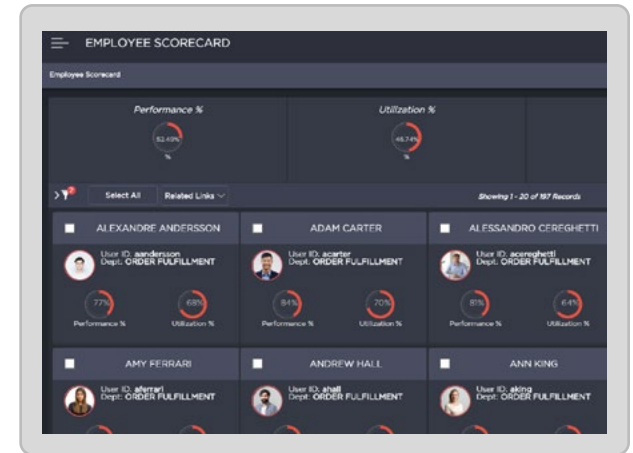 EMPLOYEE SCORECARD
Employee Scorecard
Performance % Utilization %
52.40% 46.74%
% %
2 Select All Related Links Showing 1 - 20 of 197 Records
ALEXANDRE ANDERSSON ADAM CARTER ALESSANDRO CEREGHETTI
User ID: aandersson User ID: acarter User ID: acereghetti
Dept: ORDER FULFILLMENT Dept: ORDER FULFILLMENT Dept: ORDER FULFILLMENT
77% 68% 84% 70% 81% 64%
Performance % Utilization % Performance % Utilization % Performance % Utilization %
AMY FERRARI ANDREW HALL ANN KING
User ID: aferrari User ID: ahall User ID: aking
Dept: ORDER FULFILLMENT Dept: ORDER FULFILLMENT Dept: ORDER FULFILLMENT